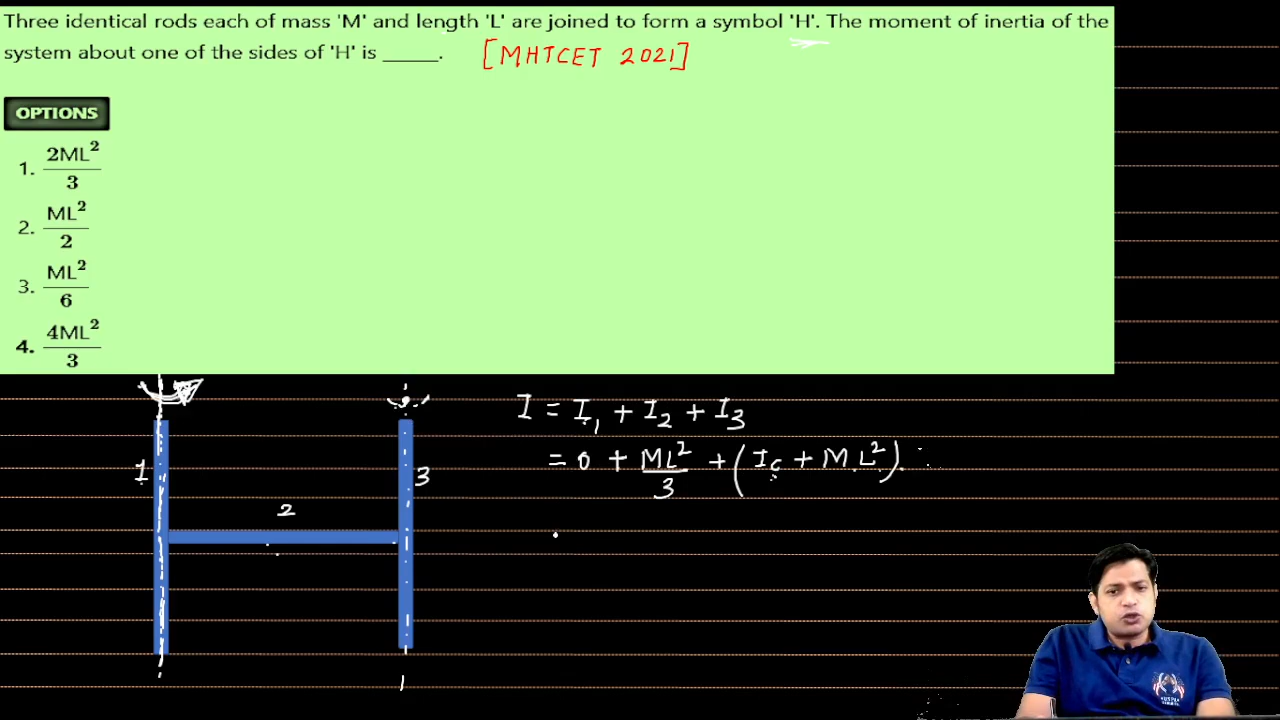 Three identical rods each of mass 'M' and length 'L' are joined to form a symbol 'H'. The moment of inertia of the
system about one of the sides of 'H' is _____. [MHTCET 2021]
OPTIONS
1. 2ML²/3
2. ML²/2
3. ML²/6
4. 4ML²/3
I = I₁ + I₂ + I₃
= 0 + ML²/3 + (I꜀ + ML²).
1
3
2